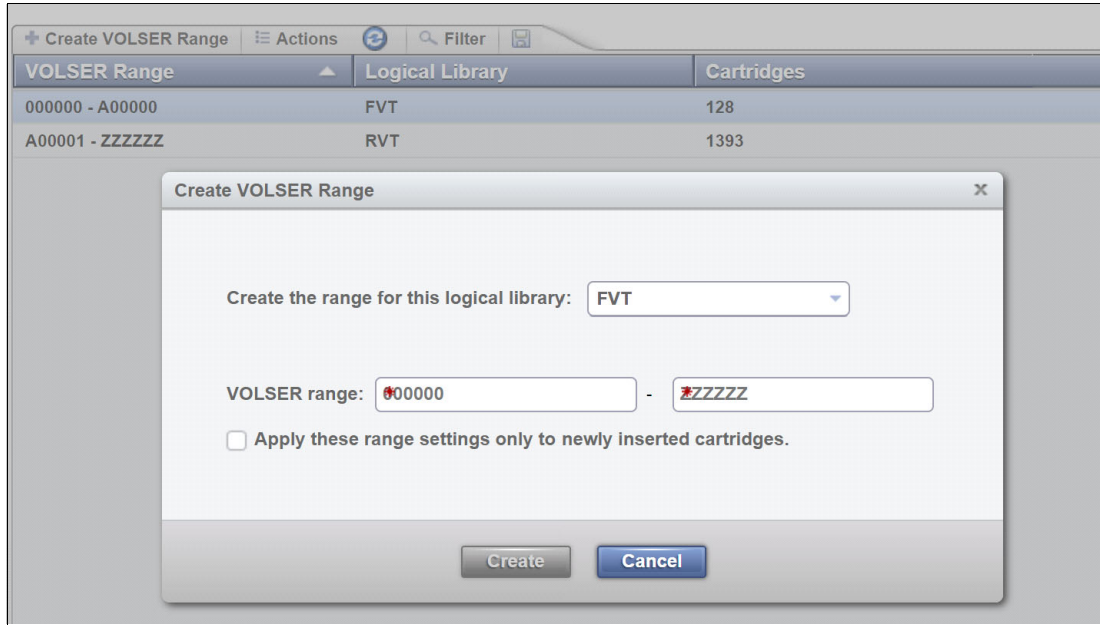 Create VOLSER Range Actions Filter
VOLSER Range Logical Library Cartridges
000000 - A00000 FVT 128
A00001 - ZZZZZZ RVT 1393
Create VOLSER Range x
Create the range for this logical library: FVT
VOLSER range: *000000 - *ZZZZZZ
Apply these range settings only to newly inserted cartridges.
Create Cancel